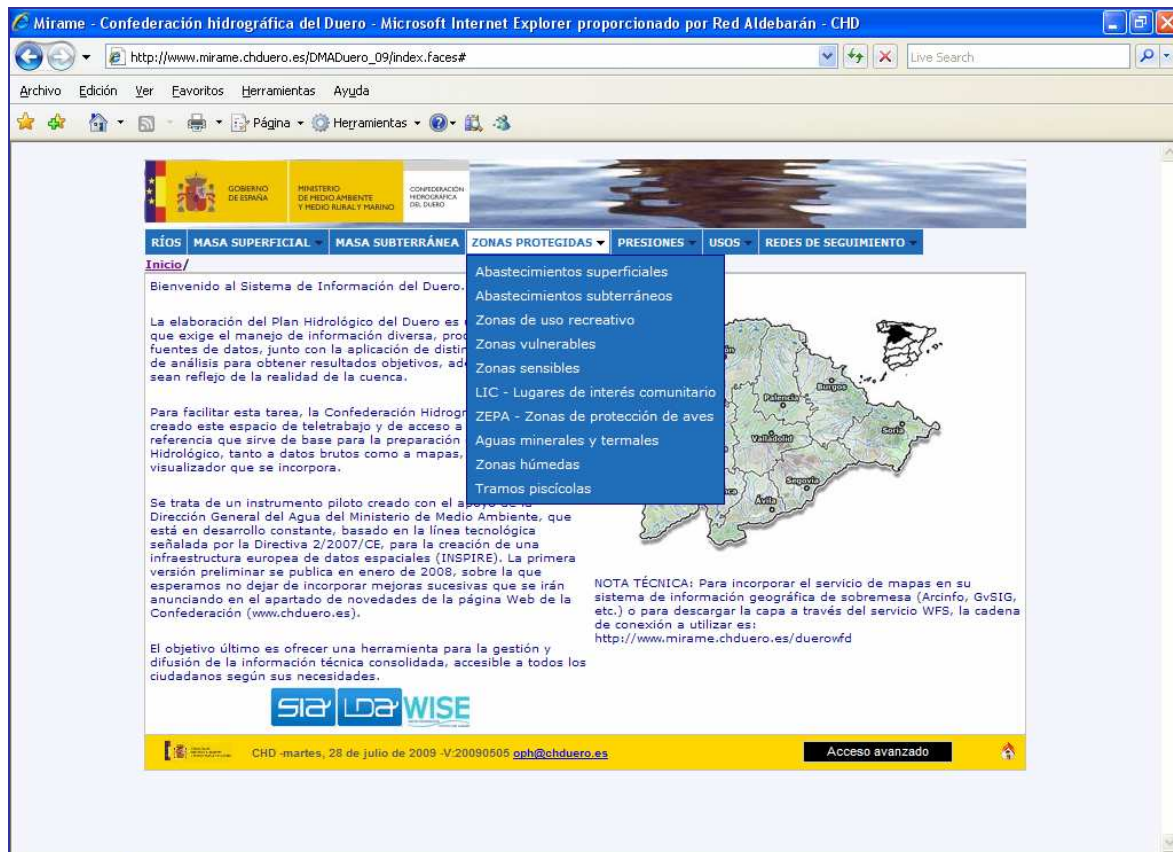 Mirame - Confederación hidrográfica del Duero - Microsoft Internet Explorer proporcionado por Red Aldebarán - CHD
http://www.mirame.chduero.es/DMADuero_09/index.faces#
Live Search
Archivo Edición Ver Favoritos Herramientas Ayuda
Página Herramientas
GOBIERNO DE ESPAÑA
MINISTERIO DE MEDIO AMBIENTE Y MEDIO RURAL Y MARINO
CONFEDERACIÓN HIDROGRÁFICA DEL DUERO
RÍOS MASA SUPERFICIAL MASA SUBTERRÁNEA ZONAS PROTEGIDAS PRESIONES USOS REDES DE SEGUIMIENTO
Inicio/
Abastecimientos superficiales
Abastecimientos subterráneos
Zonas de uso recreativo
Zonas vulnerables
Zonas sensibles
LIC - Lugares de interés comunitario
ZEPA - Zonas de protección de aves
Aguas minerales y termales
Zonas húmedas
Tramos piscícolas
Bienvenido al Sistema de Información del Duero.
La elaboración del Plan Hidrológico del Duero es
que exige el manejo de información diversa,
fuentes de datos, junto con la aplicación de
de análisis para obtener resultados objetivos,
sean reflejo de la realidad de la cuenca.
Para facilitar esta tarea, la Confederación
creado este espacio de teletrabajo y de acceso a
referencia que sirve de base para la preparación
Hidrológico, tanto a datos brutos como a mapas,
visualizador que se incorpora.
Se trata de un instrumento piloto creado con el apoyo de la
Dirección General del Agua del Ministerio de Medio Ambiente, que
está en desarrollo constante, basado en la línea tecnológica
señalada por la Directiva 2/2007/CE, para la creación de una
infraestructura europea de datos espaciales (INSPIRE). La primera
versión preliminar se publica en enero de 2008, sobre la que
esperamos no dejar de incorporar mejoras sucesivas que se irán
anunciando en el apartado de novedades de la página Web de la
Confederación (www.chduero.es).
El objetivo último es ofrecer una herramienta para la gestión y
difusión de la información técnica consolidada, accesible a todos los
ciudadanos según sus necesidades.
Burgos
Palencia
Valladolid
Soria
Segovia
Ávila
NOTA TÉCNICA: Para incorporar el servicio de mapas en su
sistema de información geográfica de sobremesa (Arcinfo, GvSIG,
etc.) o para descargar la capa a través del servicio WFS, la cadena
de conexión a utilizar es:
http://www.mirame.chduero.es/duerowfd
sia LDa WISE
CHD -martes, 28 de julio de 2009 -V:20090505 oph@chduero.es
Acceso avanzado